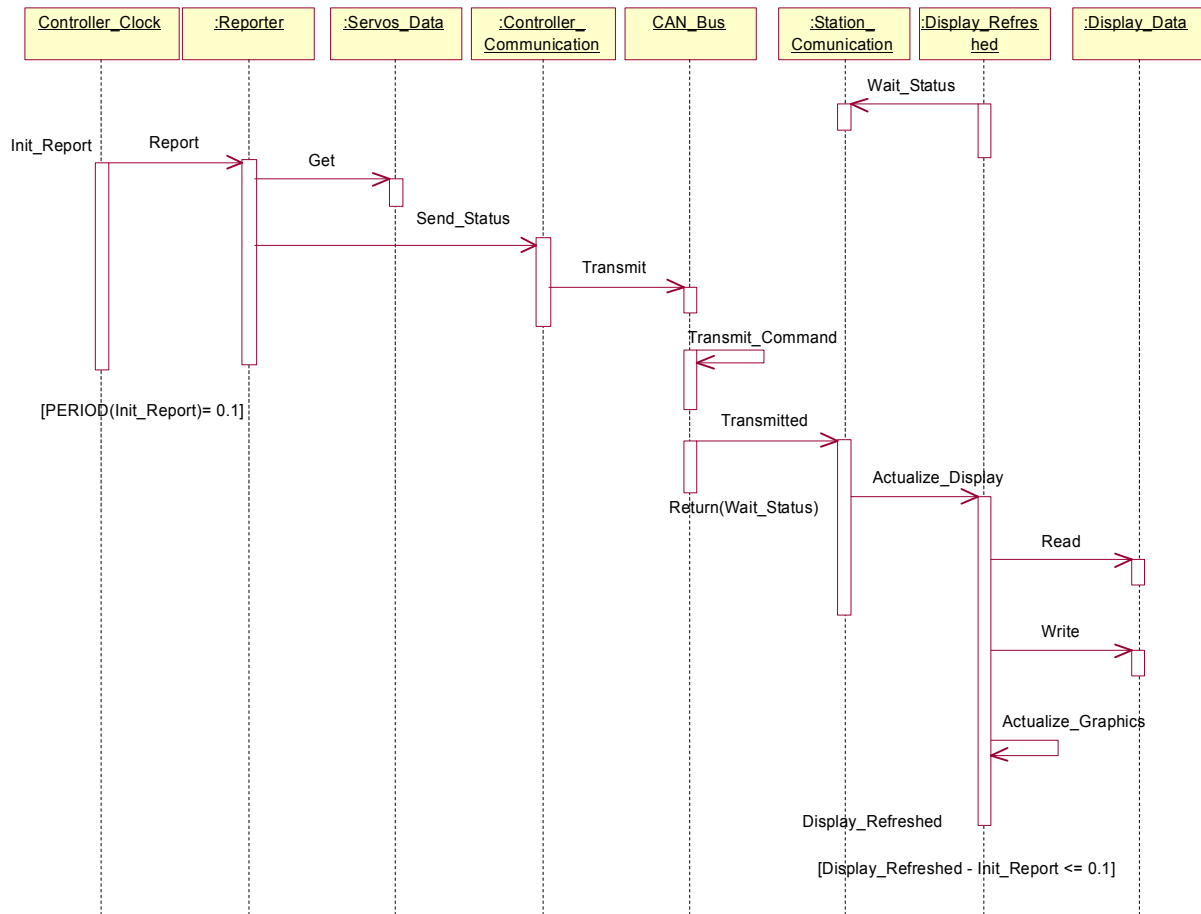 Controller_Clock
:Reporter
:Servos_Data
:Controller_
Communication
CAN_Bus
:Station_
Comunication
:Display_Refres
hed
:Display_Data
Wait_Status
Init_Report
Report
Get
Send_Status
Transmit
Transmit_Command
[PERIOD(Init_Report)= 0.1]
Transmitted
Actualize_Display
Return(Wait_Status)
Read
Write
Actualize_Graphics
Display_Refreshed
[Display_Refreshed - Init_Report <= 0.1]